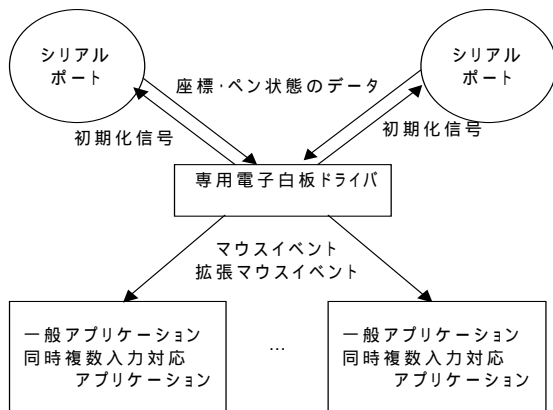 シリアル
ポート
シリアル
ポート
座標･ペン状態のデータ
初期化信号
初期化信号
専用電子白板ドライバ
マウスイベント
拡張マウスイベント
一般アプリケーション
同時複数入力対応
アプリケーション
…
一般アプリケーション
同時複数入力対応
アプリケーション